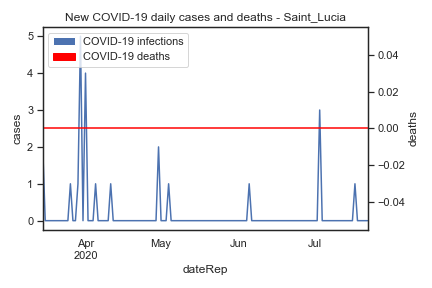 New COVID-19 daily cases and deaths - Saint_Lucia
COVID-19 infections
COVID-19 deaths
5
4
3
2
1
0
cases
0.04
0.02
0.00
−0.02
−0.04
deaths
Apr
2020
May
Jun
Jul
dateRep